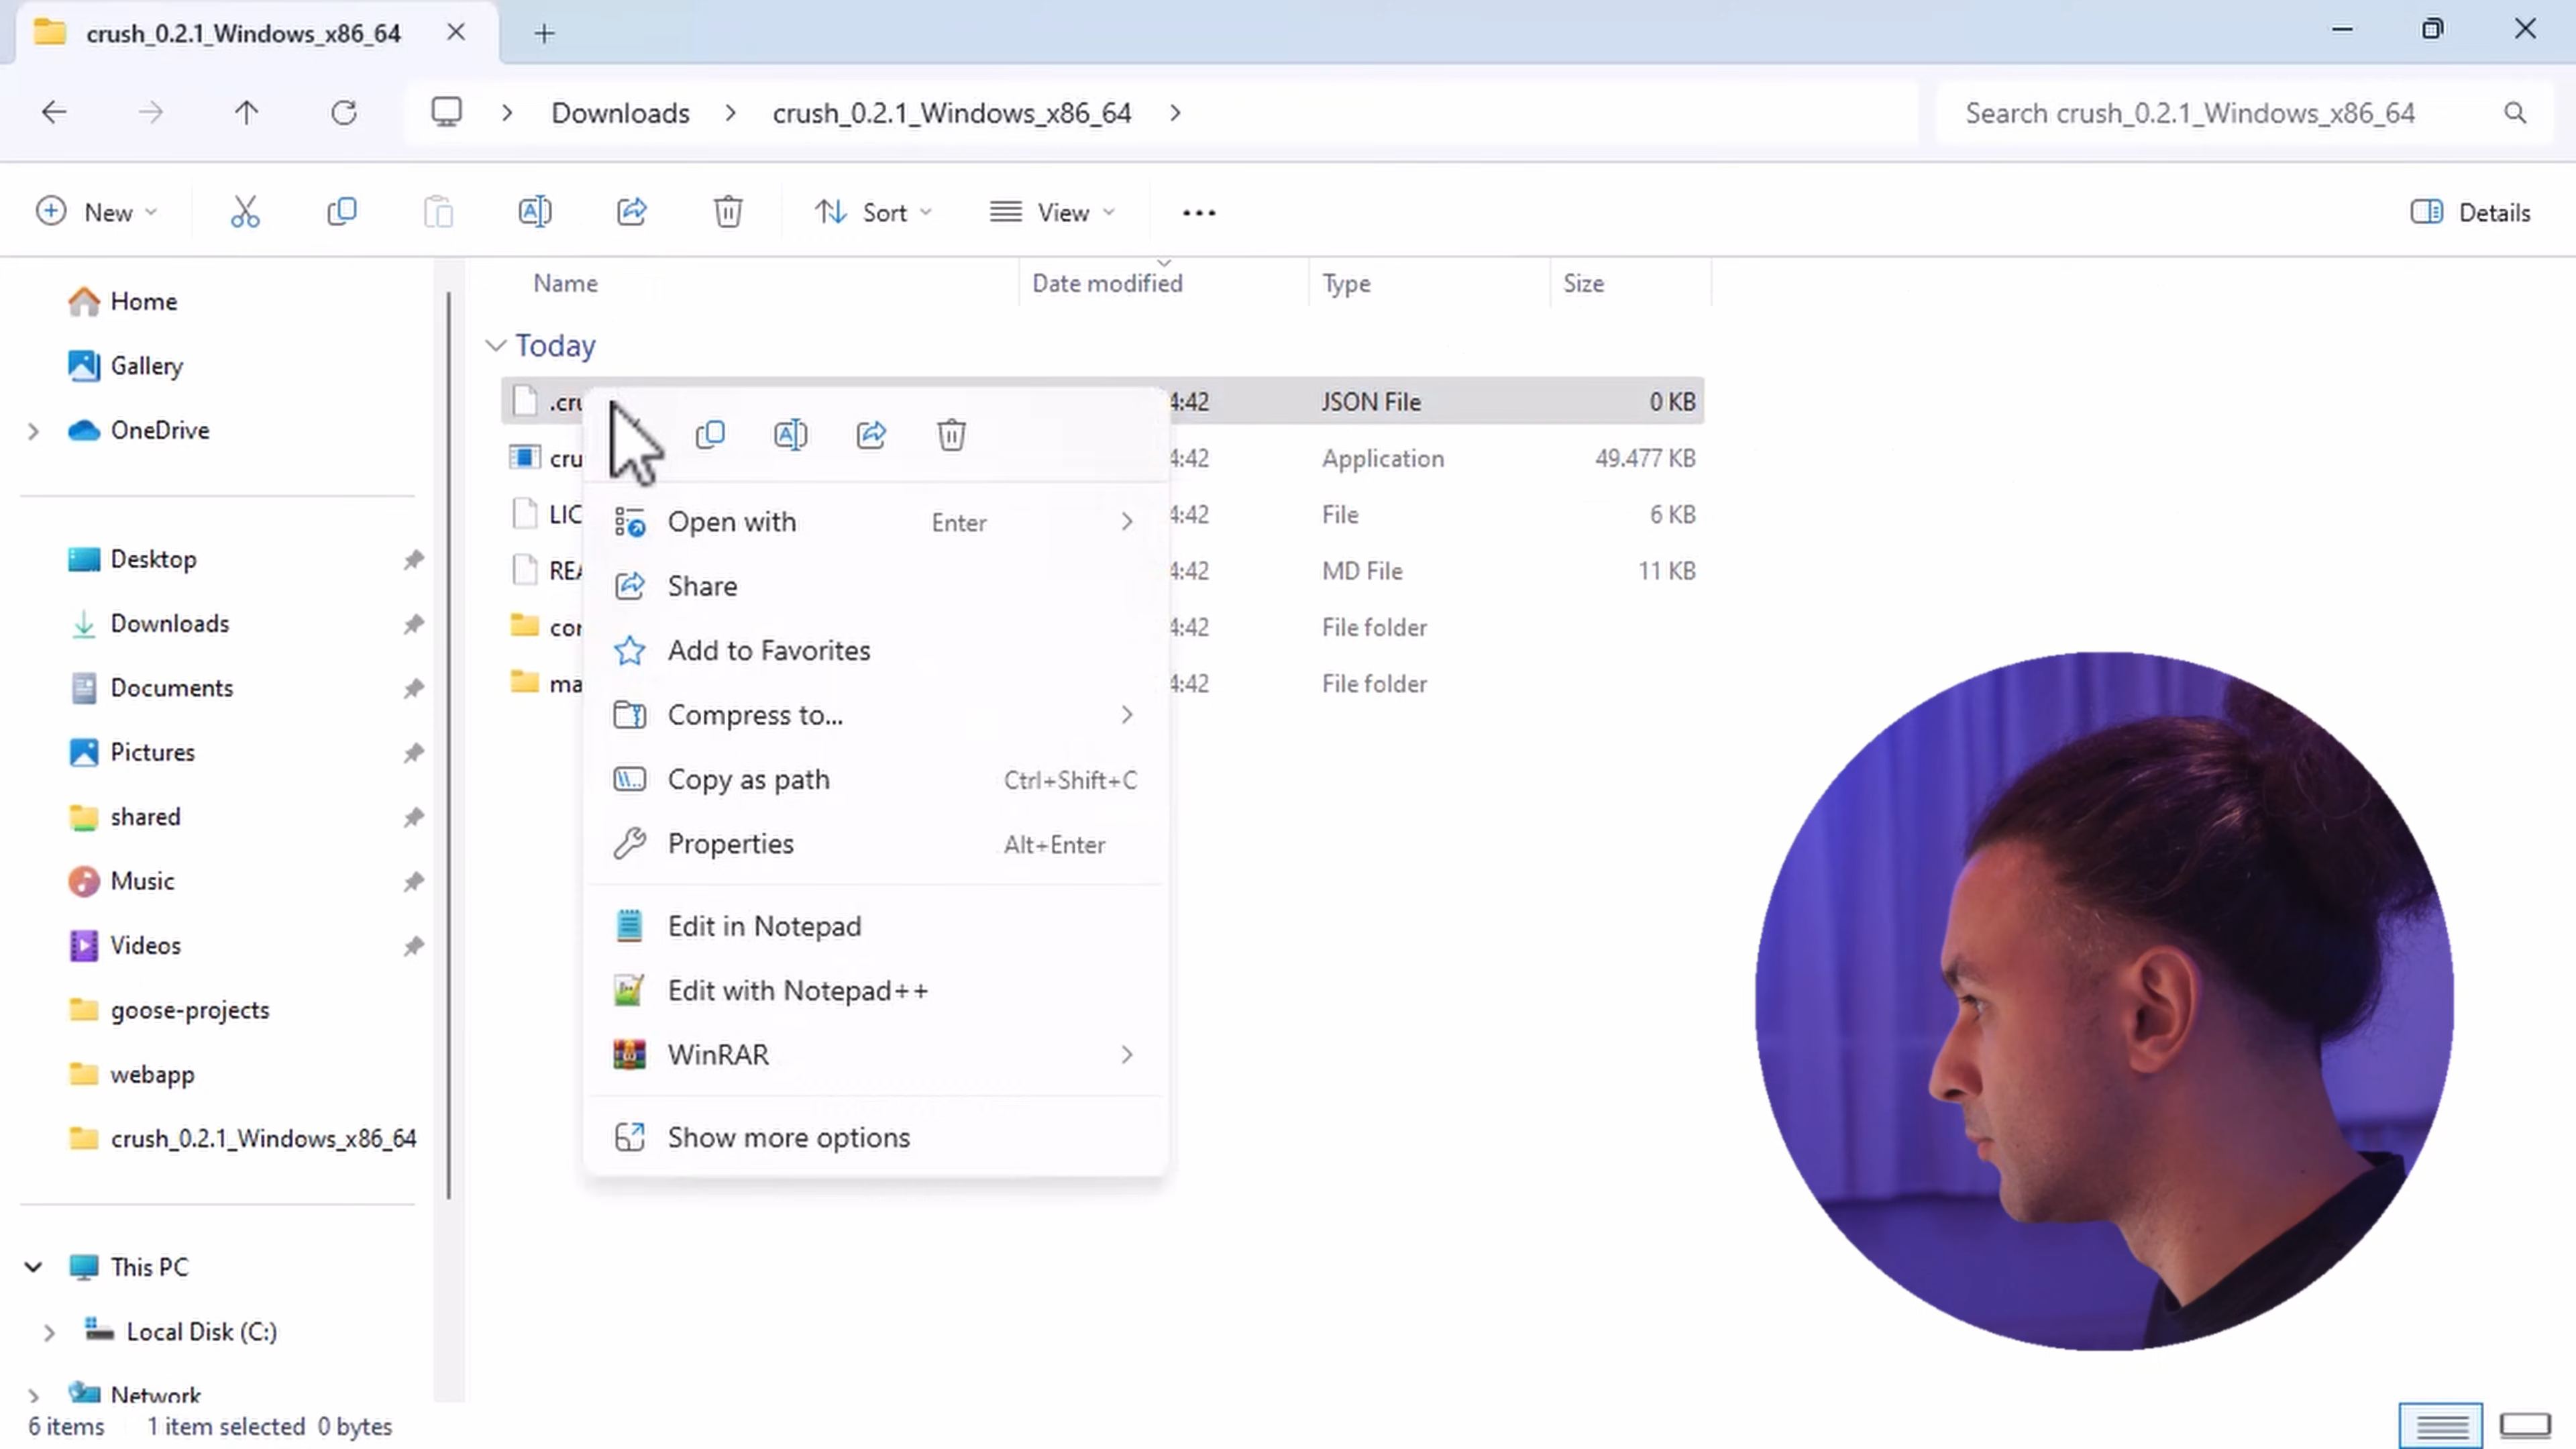 crush_0.2.1_Windows_x86_64
Downloads
crush_0.2.1_Windows_x86_64
Search crush_0.2.1_Windows_x86_64
New
Sort
View
Details
Home
Gallery
OneDrive
Desktop
Downloads
Documents
Pictures
shared
Music
Videos
goose-projects
webapp
crush_0.2.1_Windows_x86_64
This PC
Local Disk (C:)
Network
Name Date modified Type Size
Today
.cru 4:42 JSON File 0 KB
cru 4:42 Application 49.477 KB
LIC 4:42 File 6 KB
REA 4:42 MD File 11 KB
cor 4:42 File folder
ma 4:42 File folder
Open with Enter
Share
Add to Favorites
Compress to...
Copy as path Ctrl+Shift+C
Properties Alt+Enter
Edit in Notepad
Edit with Notepad++
WinRAR
Show more options
6 items 1 item selected 0 bytes